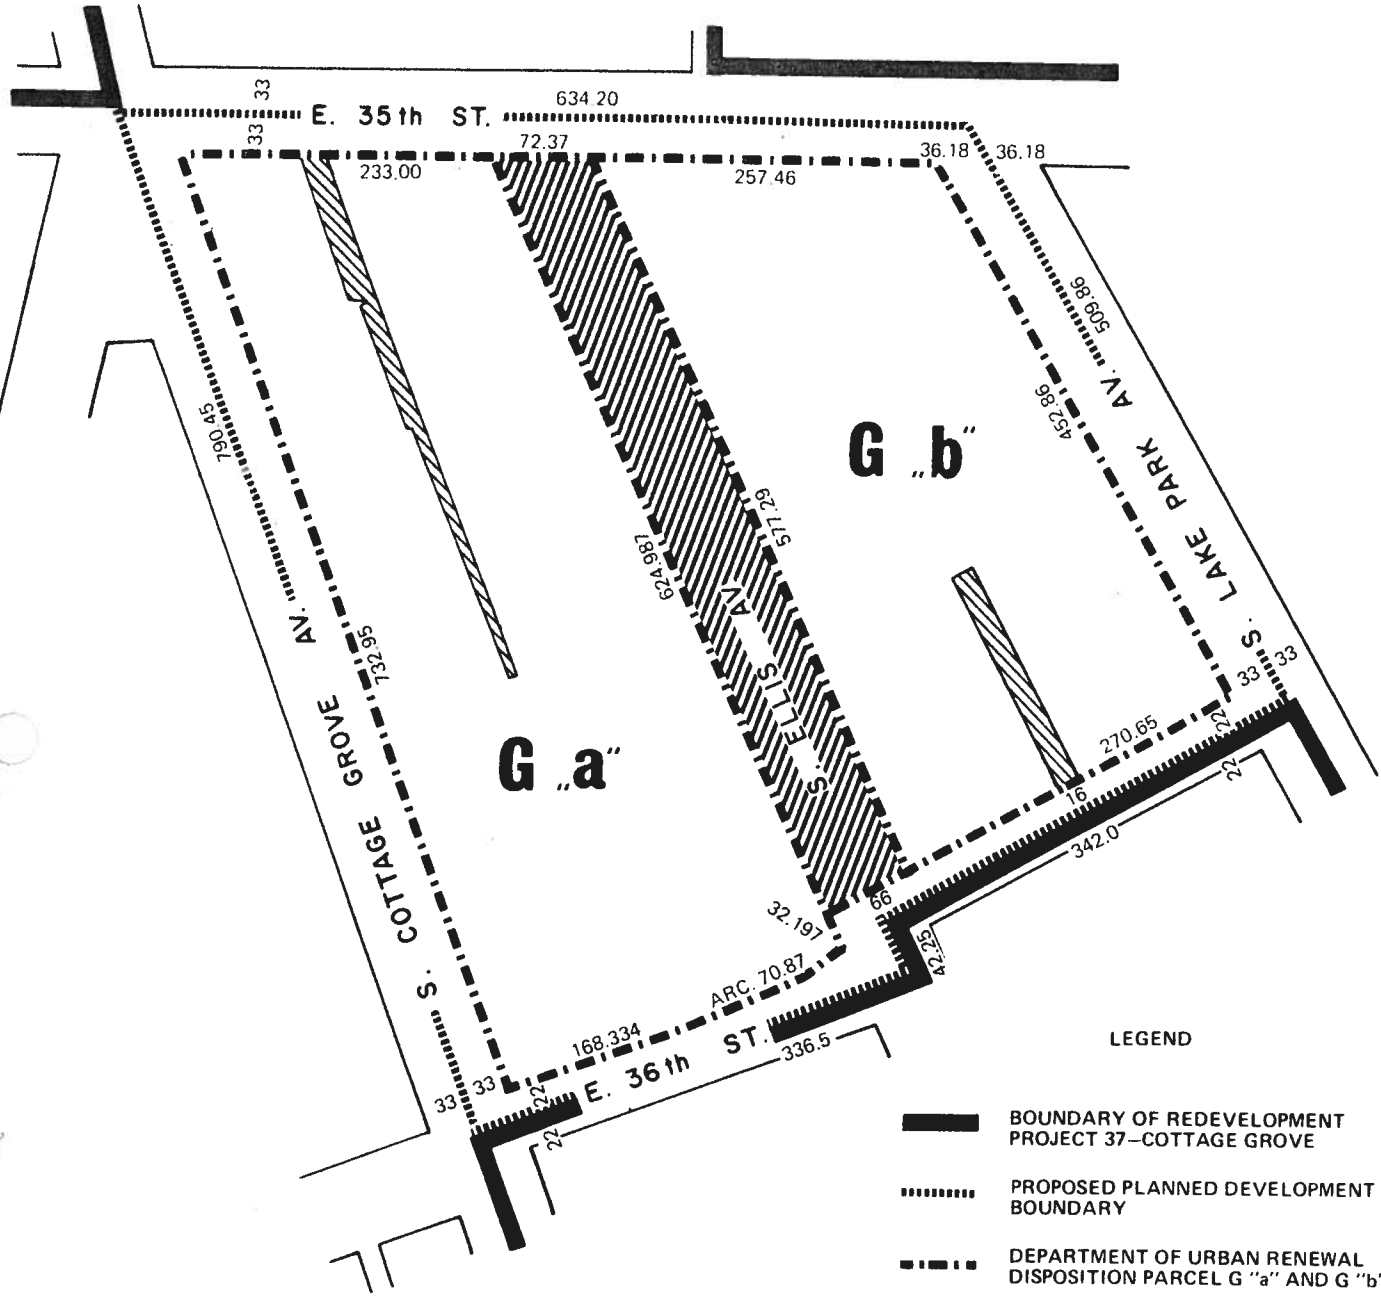 33
E. 35th ST.
634.20
33
72.37
233.00
257.46
36.18
36.18
509.86
452.86
790.45
G "b"
624.987
577.29
S. LAKE PARK AV.
732.95
S. ELLIS AV
S. COTTAGE GROVE AV.
G "a"
33
33
22
270.65
22
16
342.0
66
32.197
42.25
ARC. 70.87
168.334
E. 36th ST.
336.5
33
33
22
22
LEGEND
BOUNDARY OF REDEVELOPMENT
PROJECT 37–COTTAGE GROVE
PROPOSED PLANNED DEVELOPMENT
BOUNDARY
DEPARTMENT OF URBAN RENEWAL
DISPOSITION PARCEL G "a" AND G "b"